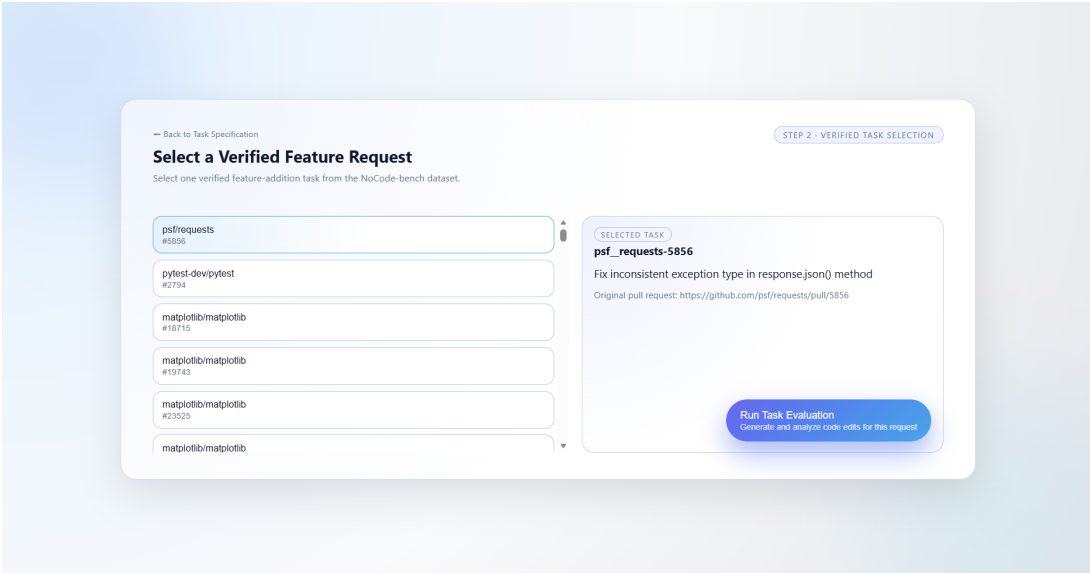 ← Back to Task Specification
STEP 2 - VERIFIED TASK SELECTION
Select a Verified Feature Request
Select one verified feature-addition task from the NoCode-bench dataset.
psf/requests
#5856
pytest-dev/pytest
#2794
matplotlib/matplotlib
#18715
matplotlib/matplotlib
#19743
matplotlib/matplotlib
#23525
matplotlib/matplotlib
SELECTED TASK
psf__requests-5856
Fix inconsistent exception type in response.json() method
Original pull request: https://github.com/psf/requests/pull/5856
Run Task Evaluation
Generate and analyze code edits for this request